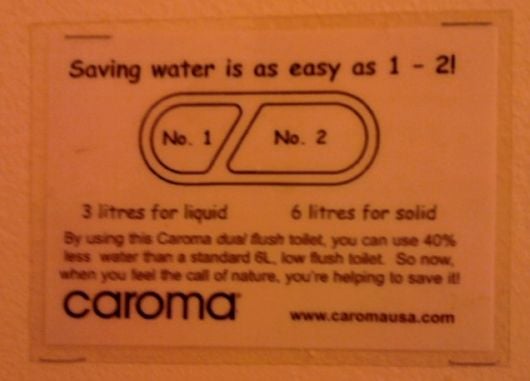 Saving water is as easy as 1 - 2!
No. 1 No. 2
3 litres for liquid 6 litres for solid
By using this Caroma dual flush toilet, you can use 40%
less water than a standard 6L, low flush toilet. So now,
when you feel the call of nature, you're helping to save it!
caroma www.caromausa.com